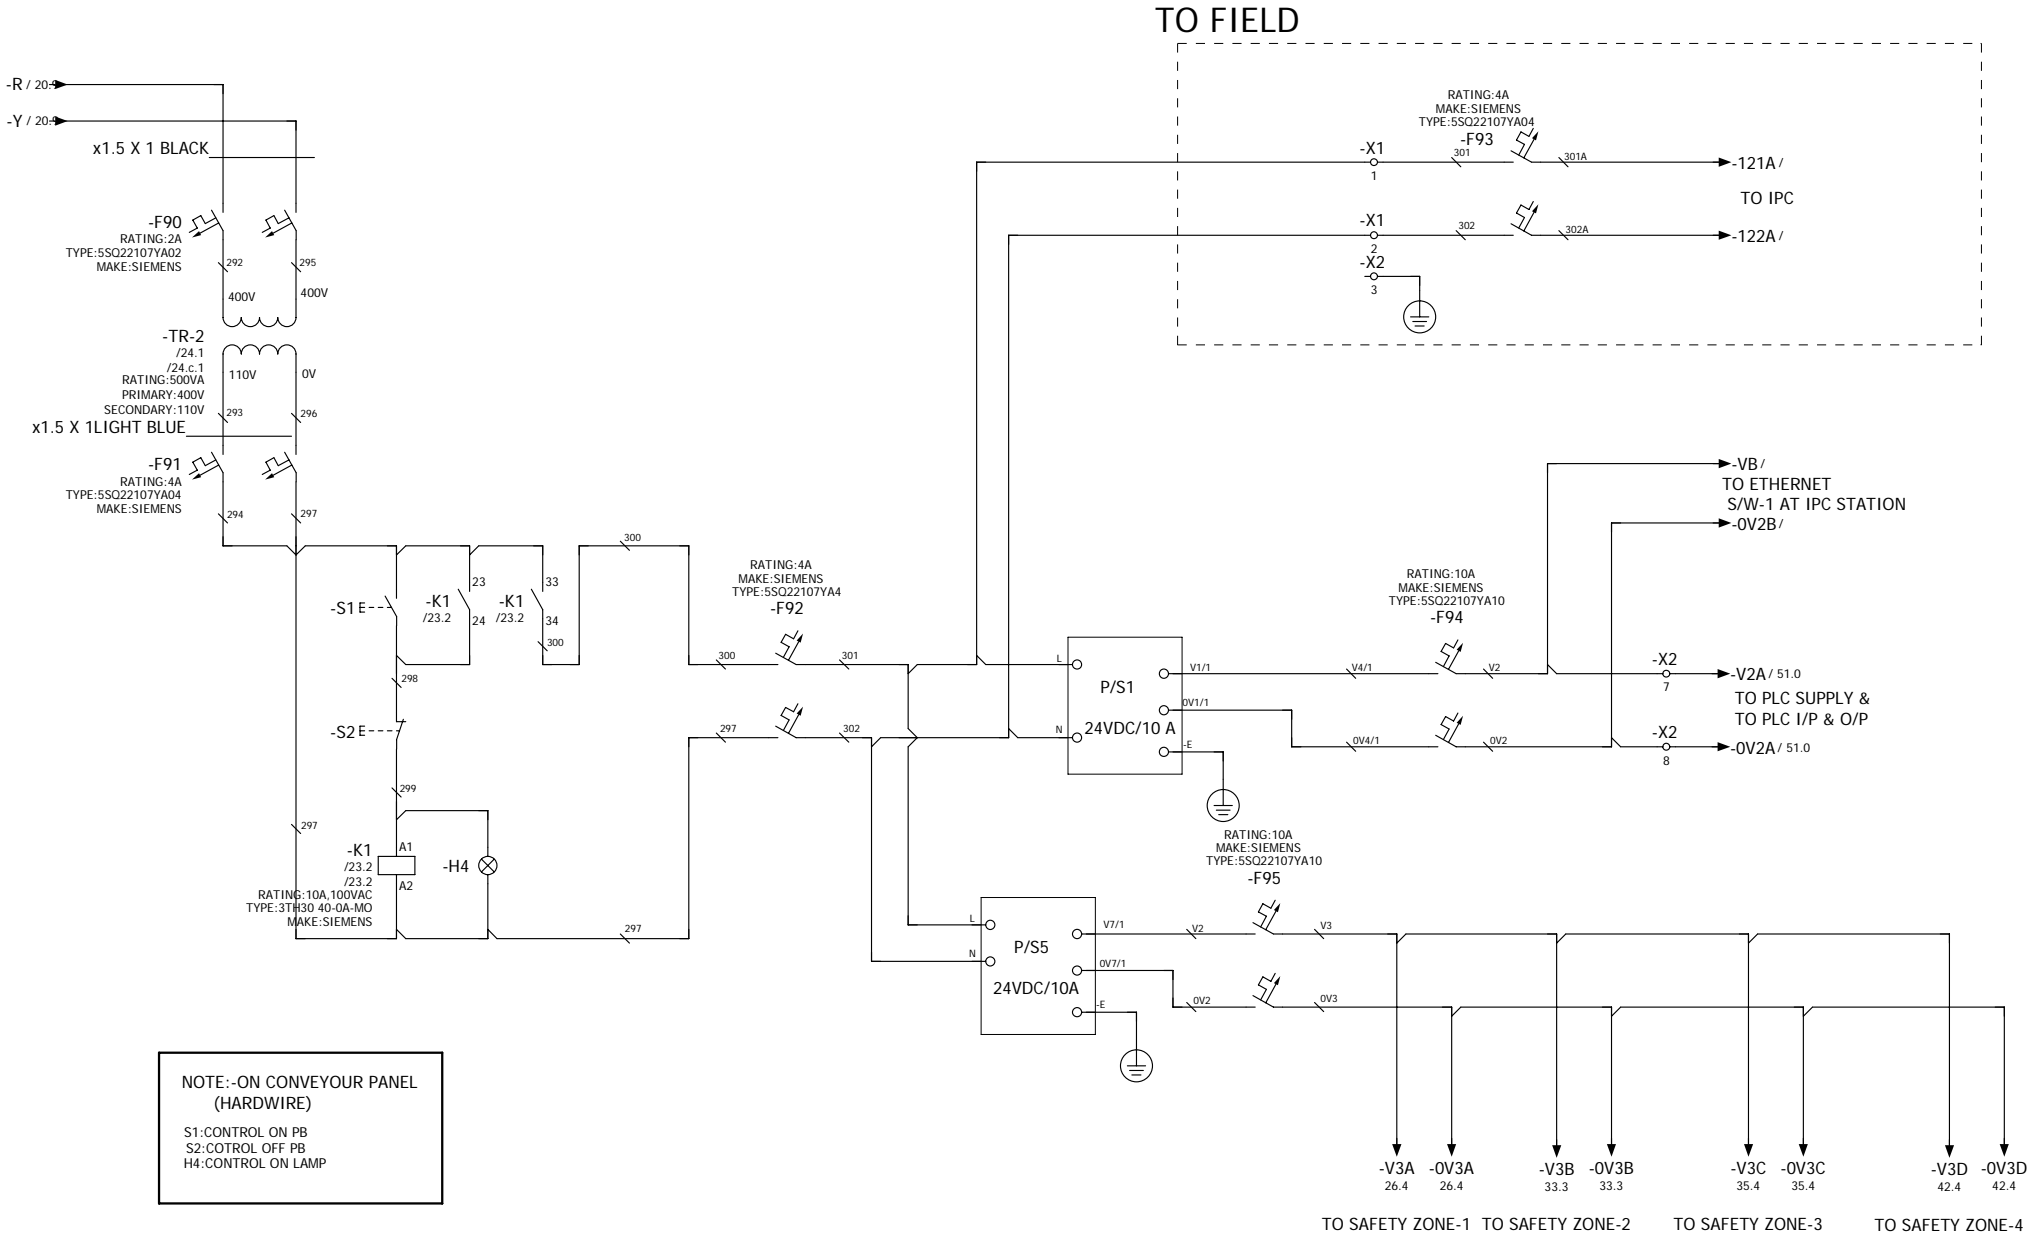 TO FIELD
-R / 20.9
-Y / 20.9
x1.5 X 1 BLACK
-F90
RATING:2A
TYPE:5SQ22107YA02
MAKE:SIEMENS
292
295
400V
400V
-TR-2
/24.1
/24.c.1
RATING:500VA
PRIMARY:400V
SECONDARY:110V
110V
0V
293
296
x1.5 X 1LIGHT BLUE
-F91
RATING:4A
TYPE:5SQ22107YA04
MAKE:SIEMENS
294
297
-S1 E
-K1
/23.2
23
24
-K1
/23.2
33
34
300
300
298
-S2 E
299
297
-K1
/23.2
/23.2
RATING:10A,100VAC
TYPE:3TH30 40-0A-MO
MAKE:SIEMENS
A1
A2
-H4
297
RATING:4A
MAKE:SIEMENS
TYPE:5SQ22107YA4
-F92
300
301
297
302
RATING:4A
MAKE:SIEMENS
TYPE:5SQ22107YA04
-F93
-X1
1
301
301A
-121A /
TO IPC
-X1
2
302
302A
-122A /
-X2
3
-VB /
TO ETHERNET
S/W-1 AT IPC STATION
-0V2B /
RATING:10A
MAKE:SIEMENS
TYPE:5SQ22107YA10
-F94
L
N
P/S1
24VDC/10 A
V1/1
0V1/1
-E
V4/1
V2
0V4/1
0V2
-X2
7
-V2A / 51.0
TO PLC SUPPLY &
TO PLC I/P & O/P
-X2
8
-0V2A / 51.0
RATING:10A
MAKE:SIEMENS
TYPE:5SQ22107YA10
-F95
L
N
P/S5
24VDC/10A
V7/1
0V7/1
-E
V2
V3
0V2
0V3
NOTE:-ON CONVEYOUR PANEL
(HARDWIRE)
S1:CONTROL ON PB
S2:COTROL OFF PB
H4:CONTROL ON LAMP
-V3A
26.4
-0V3A
26.4
-V3B
33.3
-0V3B
33.3
-V3C
35.4
-0V3C
35.4
-V3D
42.4
-0V3D
42.4
TO SAFETY ZONE-1
TO SAFETY ZONE-2
TO SAFETY ZONE-3
TO SAFETY ZONE-4